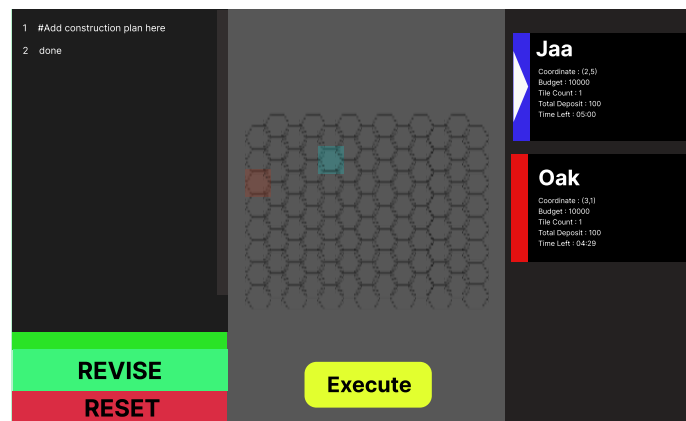 1 #Add construction plan here
2 done
REVISE
RESET
Execute
Jaa
Coordinate : (2,5)
Budget : 10000
Tile Count : 1
Total Deposit : 100
Time Left : 05:00
Oak
Coordinate : (3,1)
Budget : 10000
Tile Count : 1
Total Deposit : 100
Time Left : 04:29